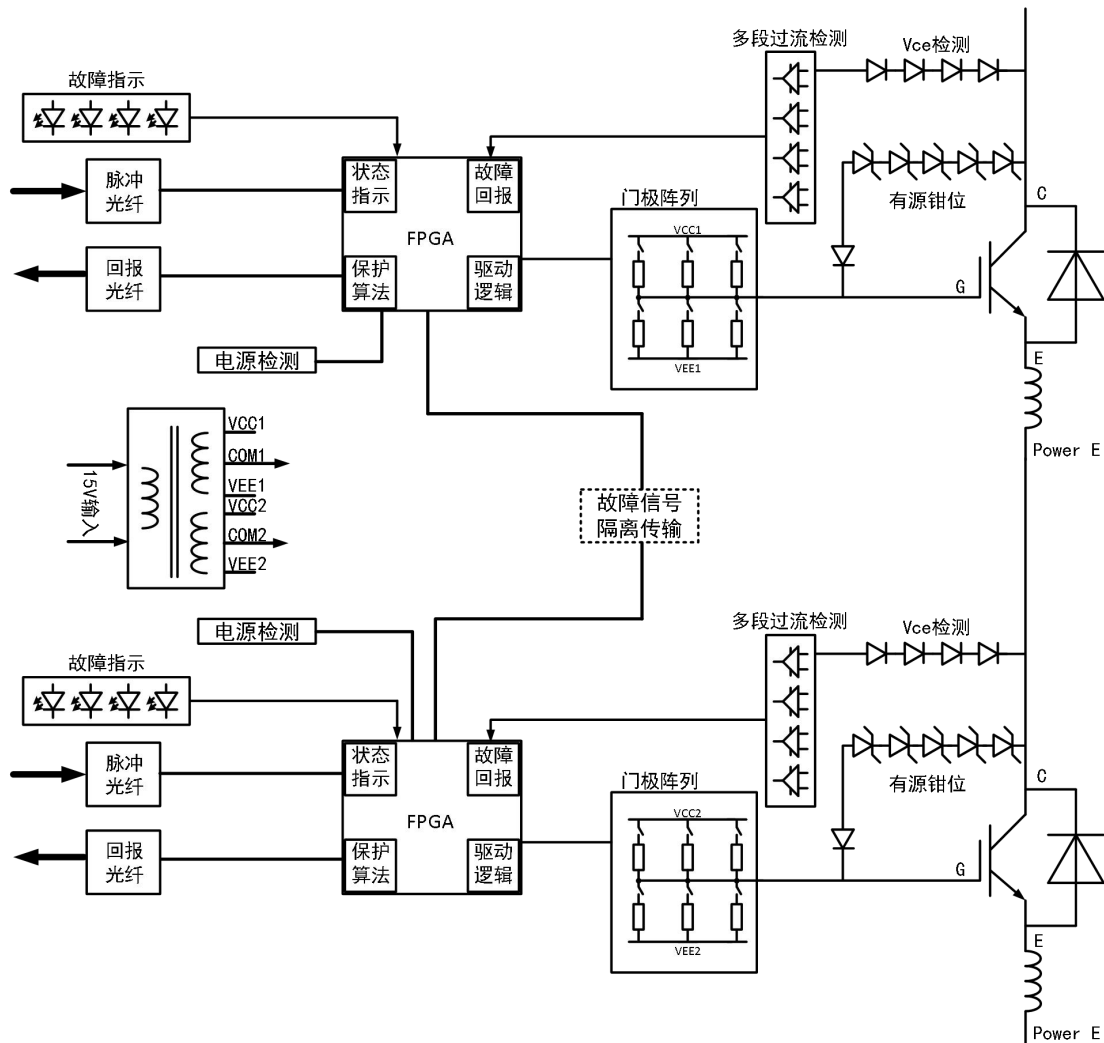 多段过流检测
Vce检测
故障指示
脉冲
光纤
状态
指示
故障
回报
FPGA
门极阵列
VCC1
有源钳位
C
回报
光纤
保护
算法
驱动
逻辑
G
VEE1
电源检测
E
Power E
15V输入
VCC1
COM1
VEE1
VCC2
COM2
VEE2
故障信号
隔离传输
电源检测
多段过流检测
Vce检测
故障指示
脉冲
光纤
状态
指示
故障
回报
FPGA
门极阵列
VCC2
有源钳位
C
回报
光纤
保护
算法
驱动
逻辑
G
VEE2
E
Power E